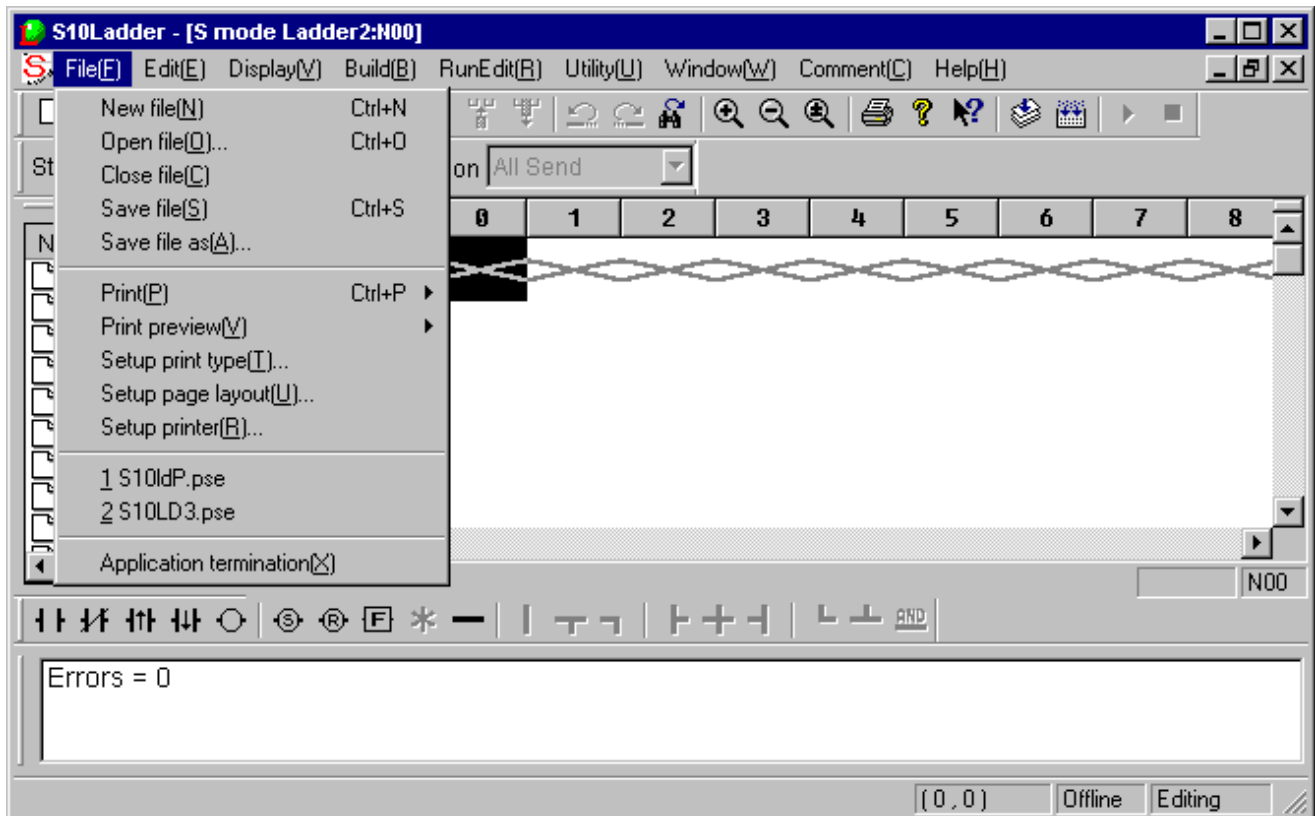 S10Ladder - [S mode Ladder2:N00]
File(F) Edit(E) Display(V) Build(B) RunEdit(R) Utility(U) Window(W) Comment(C) Help(H)
New file(N) Ctrl+N
Open file(O)... Ctrl+O
Close file(C)
Save file(S) Ctrl+S
Save file as(A)...
Print(P) Ctrl+P
Print preview(V)
Setup print type(T)...
Setup page layout(U)...
Setup printer(R)...
1 S10ldP.pse
2 S10LD3.pse
Application termination(X)
St
on All Send
N
0 1 2 3 4 5 6 7 8
N00
S R F AND
Errors = 0
(0,0) Offline Editing